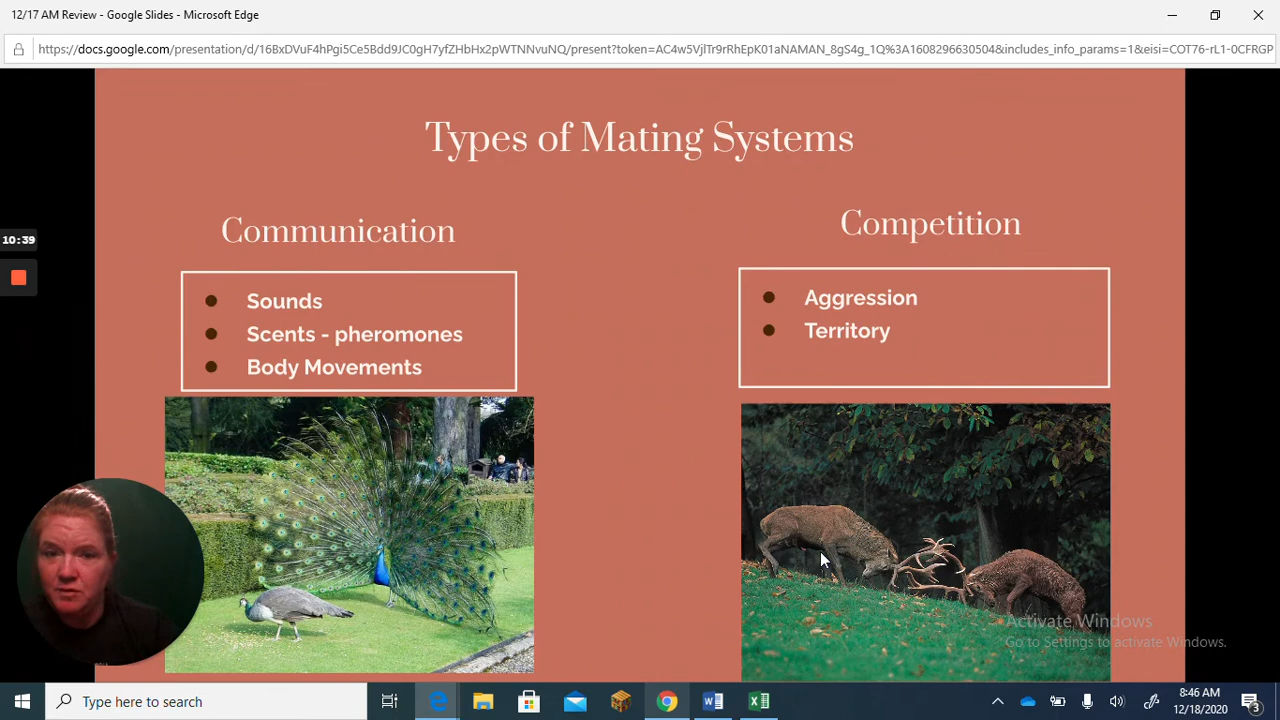 12/17 AM Review - Google Slides - Microsoft Edge
https://docs.google.com/presentation/d/16BxDVuF4hPgi5Ce5Bdd9JC0gH7yfZHbHx2pWTNNvuNQ/present?token=AC4w5VjlTr9rRhEpK01aNAMAN_8gS4g_1Q%3A1608296630504&includes_info_params=1&eisi=COT76-rL1-0CFRGP
Types of Mating Systems
Communication
Sounds
Scents - pheromones
Body Movements
Competition
Aggression
Territory
10:39
Activate Windows
Go to Settings to activate Windows.
Type here to search
8:46 AM
12/18/2020
3